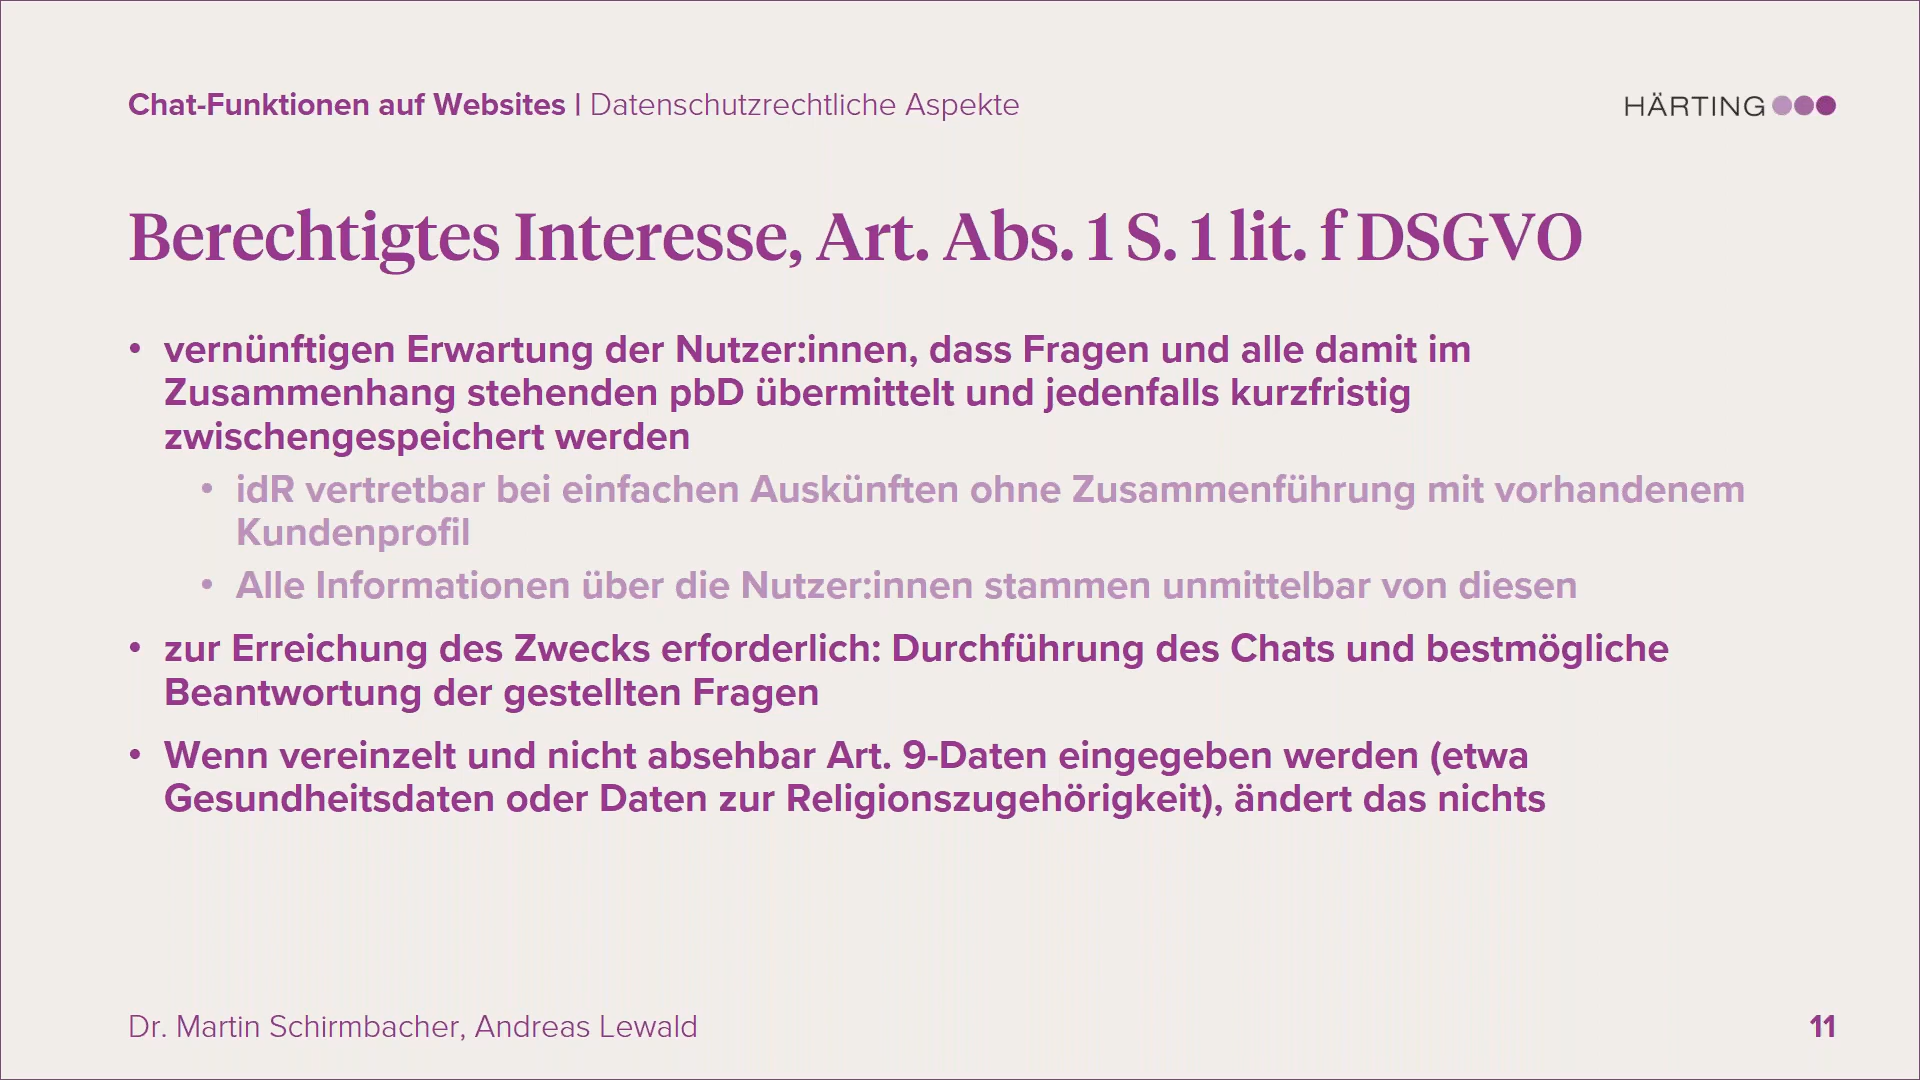 Chat-Funktionen auf Websites | Datenschutzrechtliche Aspekte
HÄRTING
Berechtigtes Interesse, Art. Abs. 1 S. 1 lit. f DSGVO
• vernünftigen Erwartung der Nutzer:innen, dass Fragen und alle damit im
Zusammenhang stehenden pbD übermittelt und jedenfalls kurzfristig
zwischengespeichert werden
• idR vertretbar bei einfachen Auskünften ohne Zusammenführung mit vorhandenem
Kundenprofil
• Alle Informationen über die Nutzer:innen stammen unmittelbar von diesen
• zur Erreichung des Zwecks erforderlich: Durchführung des Chats und bestmögliche
Beantwortung der gestellten Fragen
• Wenn vereinzelt und nicht absehbar Art. 9-Daten eingegeben werden (etwa
Gesundheitsdaten oder Daten zur Religionszugehörigkeit), ändert das nichts
Dr. Martin Schirmbacher, Andreas Lewald
11